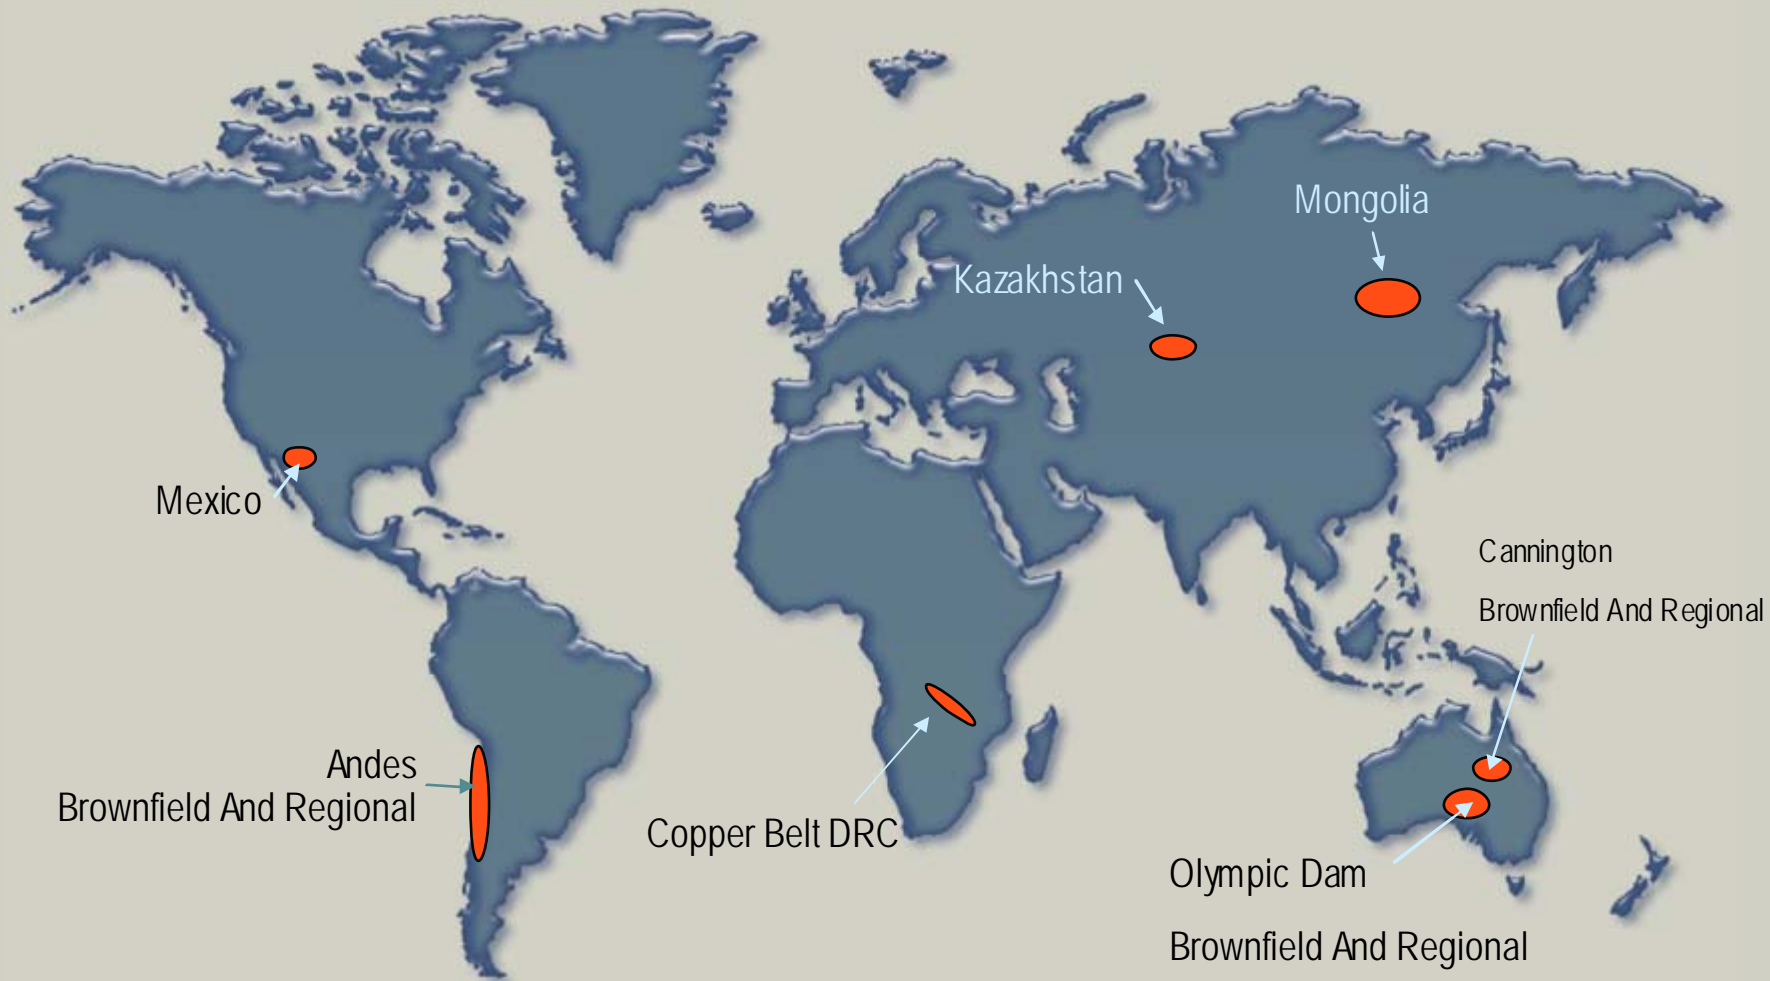 Mongolia
Kazakhstan
Mexico
Cannington
Brownfield And Regional
Andes
Brownfield And Regional
Copper Belt DRC
Olympic Dam
Brownfield And Regional